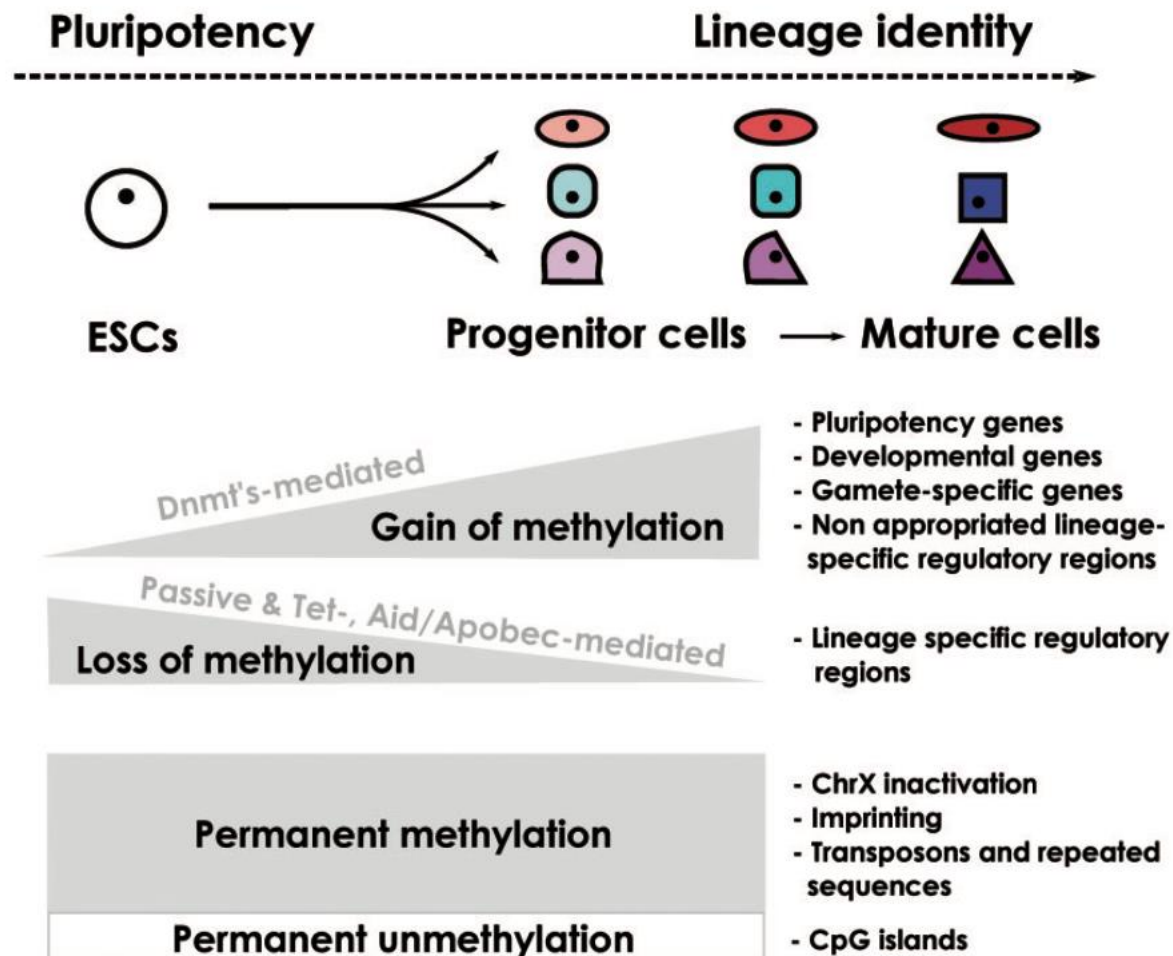 Pluripotency
Lineage identity
ESCs
Progenitor cells
Mature cells
Dnmt's-mediated
Gain of methylation
- Pluripotency genes
- Developmental genes
- Gamete-specific genes
- Non appropriated lineage-
specific regulatory regions
Passive & Tet-, Aid/Apobec-mediated
Loss of methylation
- Lineage specific regulatory
regions
Permanent methylation
- ChrX inactivation
- Imprinting
- Transposons and repeated
sequences
Permanent unmethylation
- CpG islands